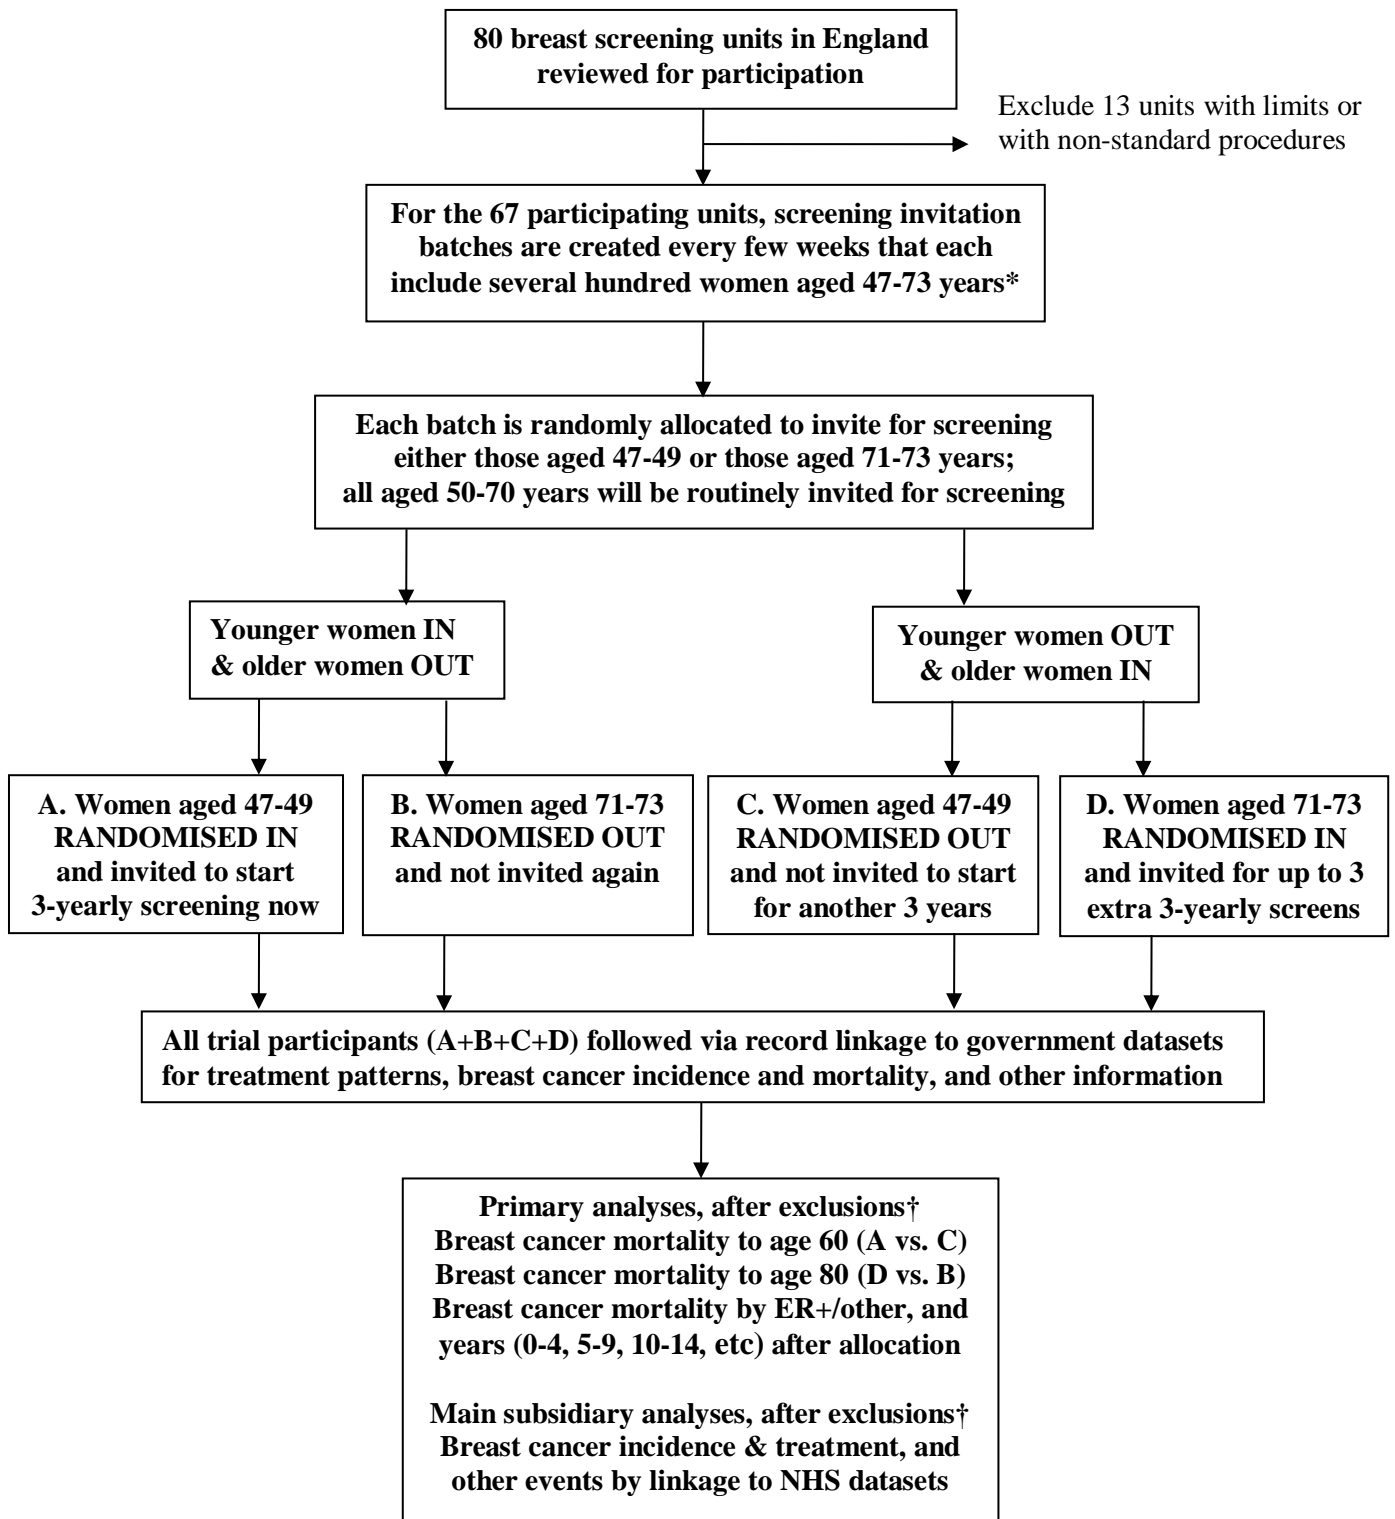 80 breast screening units in England
reviewed for participation
Exclude 13 units with limits or
with non-standard procedures
For the 67 participating units, screening invitation
batches are created every few weeks that each
include several hundred women aged 47-73 years*
Each batch is randomly allocated to invite for screening
either those aged 47-49 or those aged 71-73 years;
all aged 50-70 years will be routinely invited for screening
Younger women IN
& older women OUT
Younger women OUT
& older women IN
A. Women aged 47-49
RANDOMISED IN
and invited to start
3-yearly screening now
B. Women aged 71-73
RANDOMISED OUT
and not invited again
C. Women aged 47-49
RANDOMISED OUT
and not invited to start
for another 3 years
D. Women aged 71-73
RANDOMISED IN
and invited for up to 3
extra 3-yearly screens
All trial participants (A+B+C+D) followed via record linkage to government datasets
for treatment patterns, breast cancer incidence and mortality, and other information
Primary analyses, after exclusions†
Breast cancer mortality to age 60 (A vs. C)
Breast cancer mortality to age 80 (D vs. B)
Breast cancer mortality by ER+/other, and
years (0-4, 5-9, 10-14, etc) after allocation
Main subsidiary analyses, after exclusions†
Breast cancer incidence & treatment, and
other events by linkage to NHS datasets